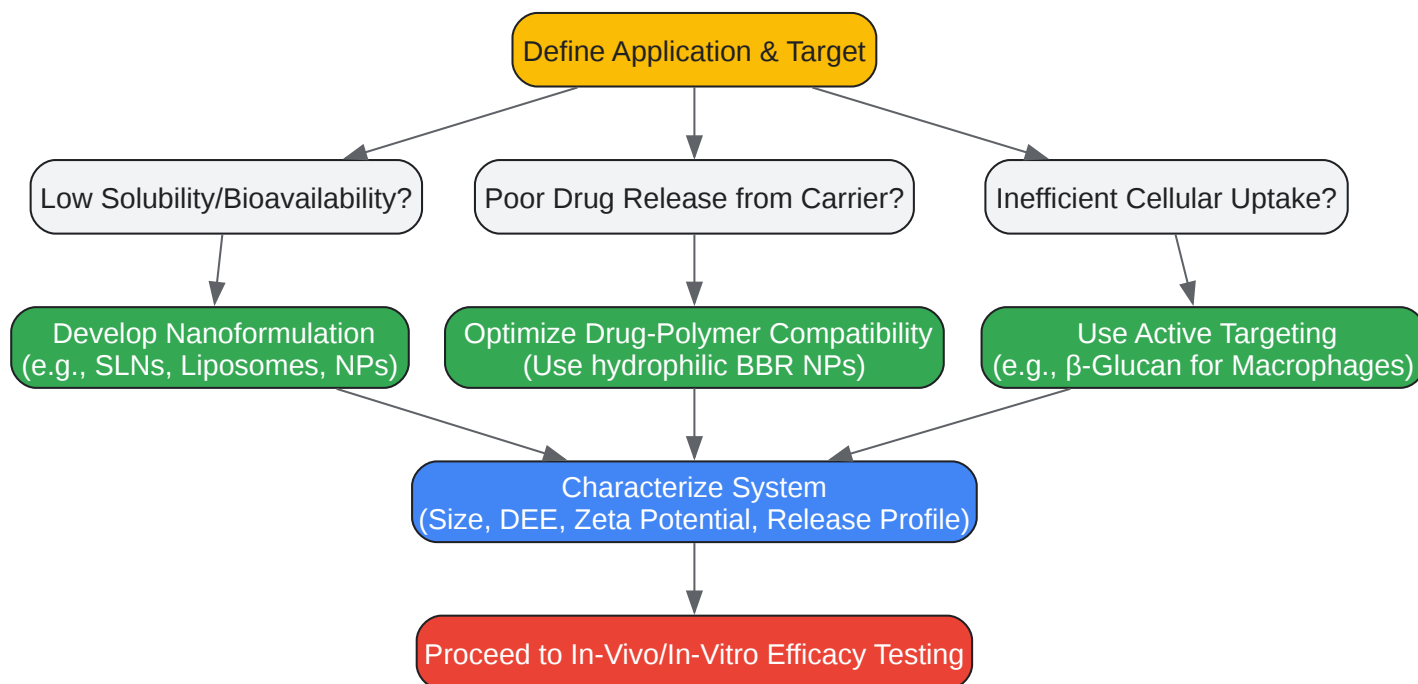 Define Application & Target
Low Solubility/Bioavailability?
Poor Drug Release from Carrier?
Inefficient Cellular Uptake?
Develop Nanoformulation
(e.g., SLNs, Liposomes, NPs)
Optimize Drug-Polymer Compatibility
(Use hydrophilic BBR NPs)
Use Active Targeting
(e.g., β-Glucan for Macrophages)
Characterize System
(Size, DEE, Zeta Potential, Release Profile)
Proceed to In-Vivo/In-Vitro Efficacy Testing